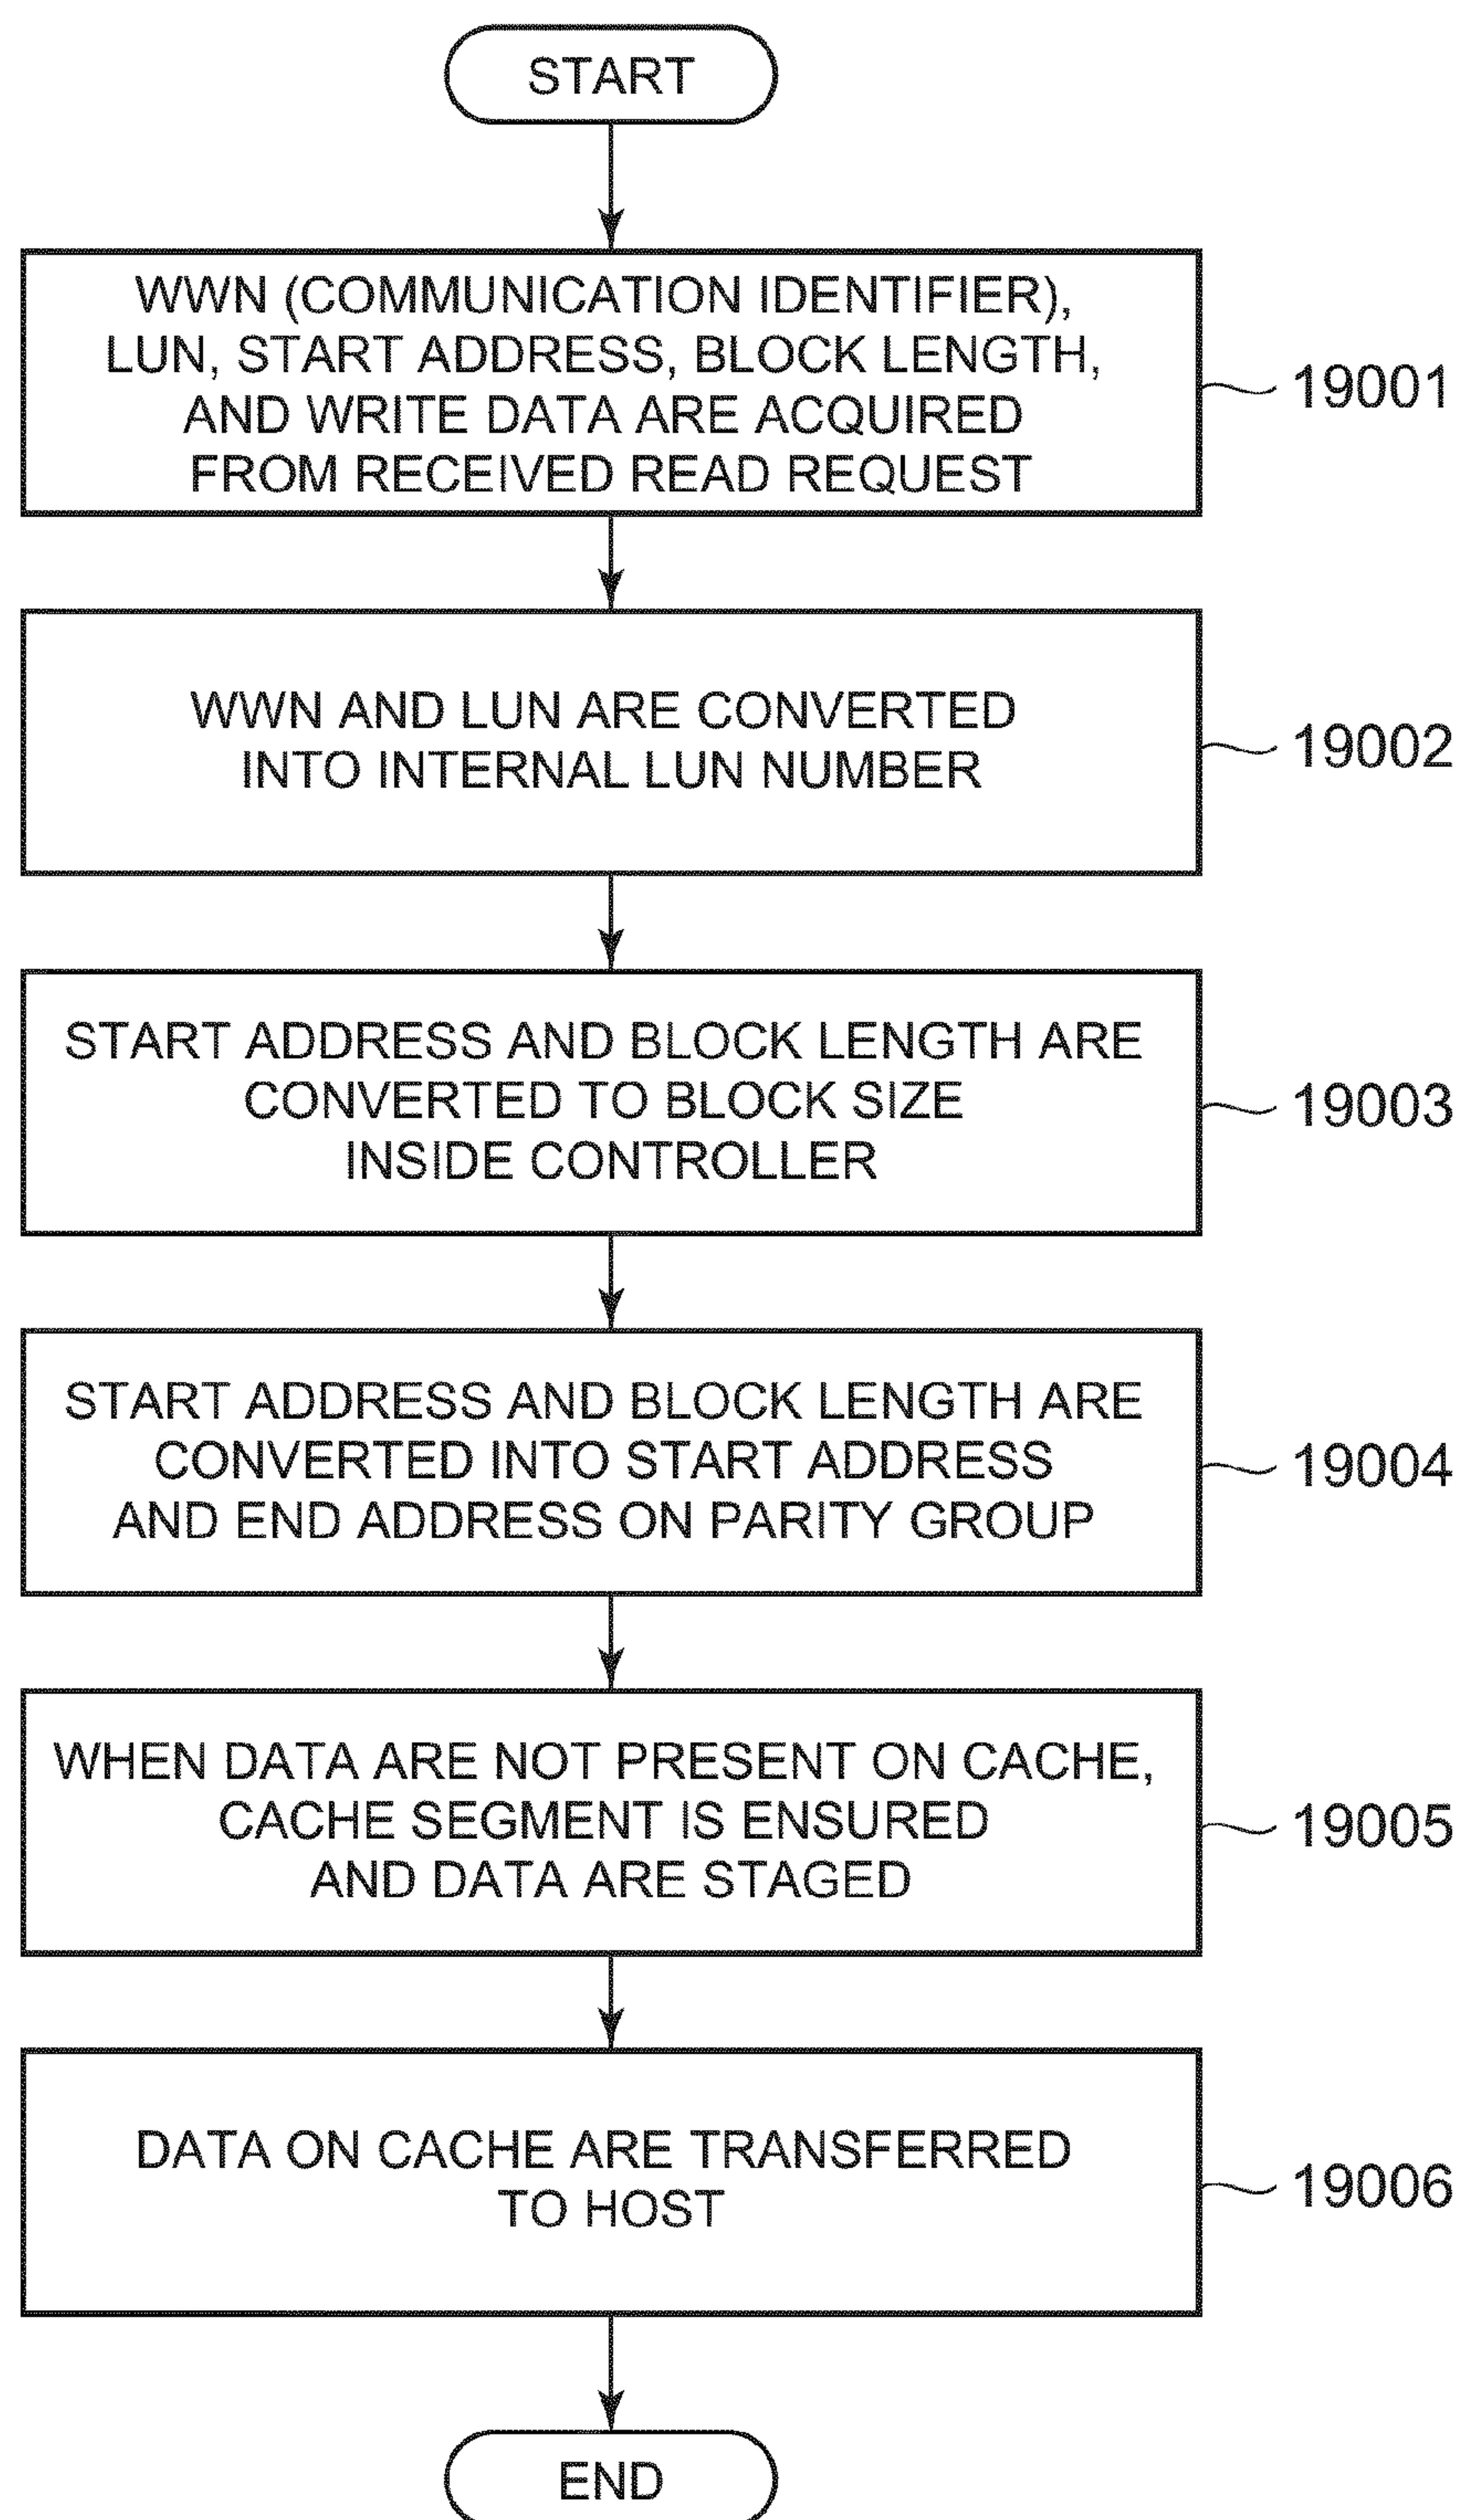 START
WWN (COMMUNICATION IDENTIFIER),
LUN, START ADDRESS, BLOCK LENGTH,
AND WRITE DATA ARE ACQUIRED
FROM RECEIVED READ REQUEST
19001
WWN AND LUN ARE CONVERTED
INTO INTERNAL LUN NUMBER
19002
START ADDRESS AND BLOCK LENGTH ARE
CONVERTED TO BLOCK SIZE
INSIDE CONTROLLER
19003
START ADDRESS AND BLOCK LENGTH ARE
CONVERTED INTO START ADDRESS
AND END ADDRESS ON PARITY GROUP
19004
WHEN DATA ARE NOT PRESENT ON CACHE,
CACHE SEGMENT IS ENSURED
AND DATA ARE STAGED
19005
DATA ON CACHE ARE TRANSFERRED
TO HOST
19006
END